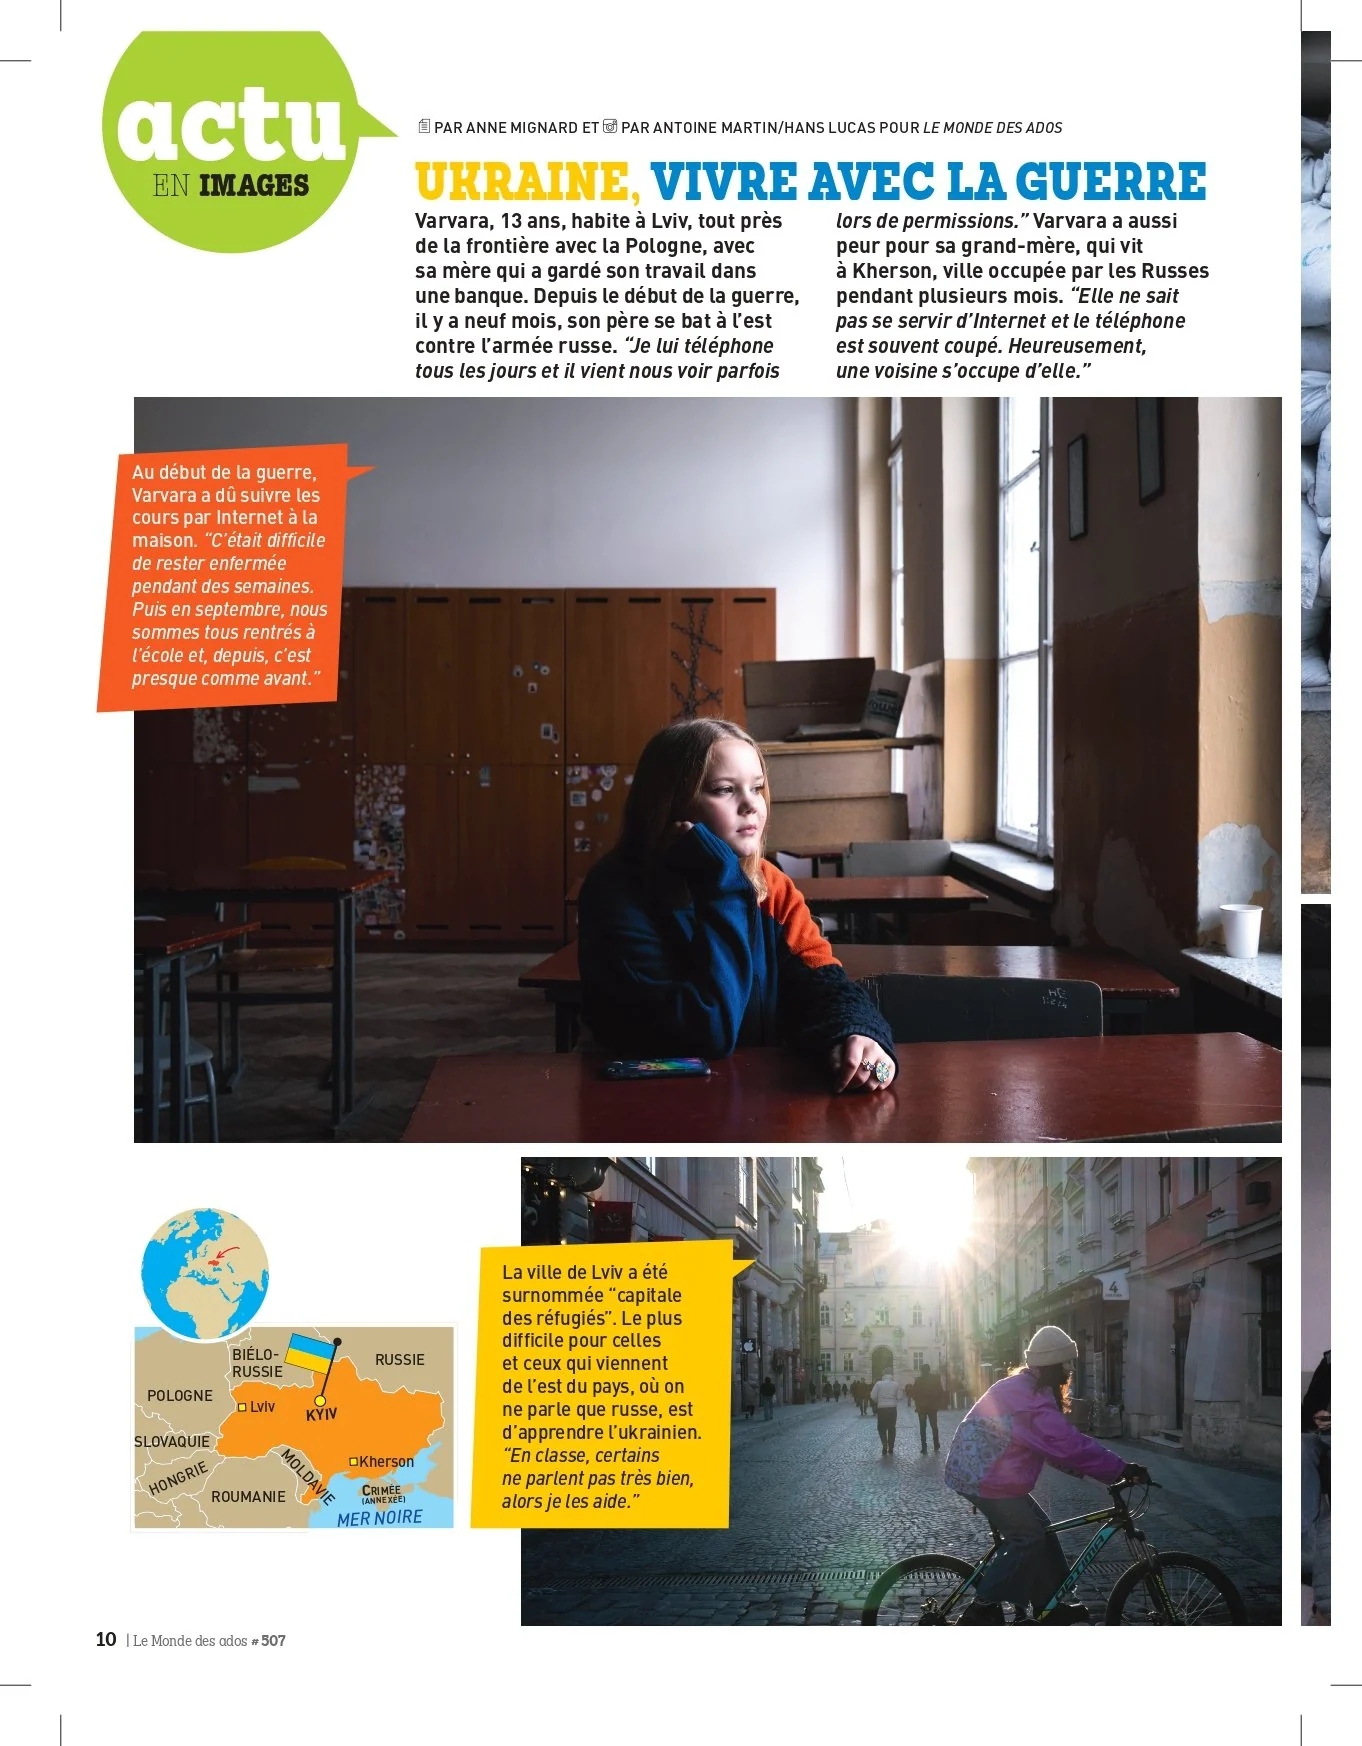 actu
EN IMAGES
PAR ANNE MIGNARD ET PAR ANTOINE MARTIN/HANS LUCAS POUR LE MONDE DES ADOS
UKRAINE, VIVRE AVEC LA GUERRE
Varvara, 13 ans, habite à Lviv, tout près
de la frontière avec la Pologne, avec
sa mère qui a gardé son travail dans
une banque. Depuis le début de la guerre,
il y a neuf mois, son père se bat à l’est
contre l’armée russe. “Je lui téléphone
tous les jours et il vient nous voir parfois
lors de permissions.” Varvara a aussi
peur pour sa grand-mère, qui vit
à Kherson, ville occupée par les Russes
pendant plusieurs mois. “Elle ne sait
pas se servir d’Internet et le téléphone
est souvent coupé. Heureusement,
une voisine s’occupe d’elle.”
Au début de la guerre,
Varvara a dû suivre les
cours par Internet à la
maison. “C’était difficile
de rester enfermée
pendant des semaines.
Puis en septembre, nous
sommes tous rentrés à
l’école et, depuis, c’est
presque comme avant.”
La ville de Lviv a été
surnommée “capitale
des réfugiés”. Le plus
difficile pour celles
et ceux qui viennent
de l’est du pays, où on
ne parle que russe, est
d’apprendre l’ukrainien.
“En classe, certains
ne parlent pas très bien,
alors je les aide.”
BIÉLO-
RUSSIE
RUSSIE
POLOGNE
Lviv
KYIV
SLOVAQUIE
HONGRIE
MOLDAVIE
Kherson
ROUMANIE
CRIMÉE
(ANNEXÉE)
MER NOIRE
4
OPTIMA
10 | Le Monde des ados # 507